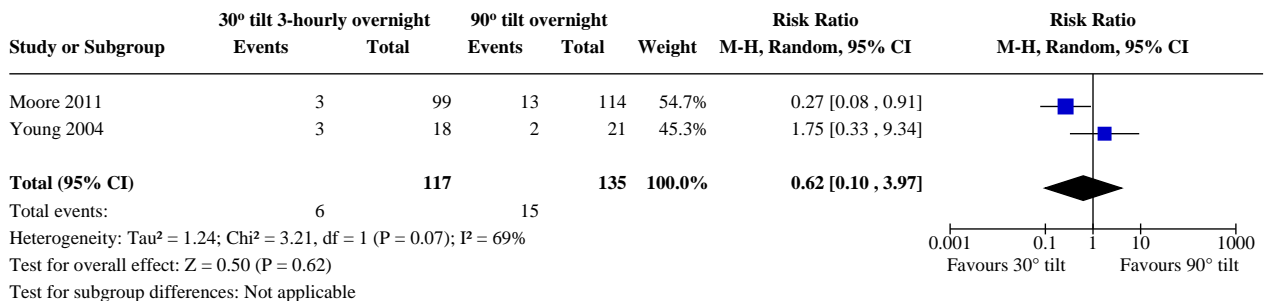 30° tilt 3-hourly overnight 90° tilt overnight Risk Ratio Risk Ratio
Study or Subgroup Events Total Events Total Weight M-H, Random, 95% CI M-H, Random, 95% CI
Moore 2011 3 99 13 114 54.7% 0.27 [0.08 , 0.91]
Young 2004 3 18 2 21 45.3% 1.75 [0.33 , 9.34]
Total (95% CI) 117 135 100.0% 0.62 [0.10 , 3.97]
Total events: 6 15
Heterogeneity: Tau² = 1.24; Chi² = 3.21, df = 1 (P = 0.07); I² = 69%
0.001 0.1 1 10 1000
Test for overall effect: Z = 0.50 (P = 0.62) Favours 30° tilt Favours 90° tilt
Test for subgroup differences: Not applicable